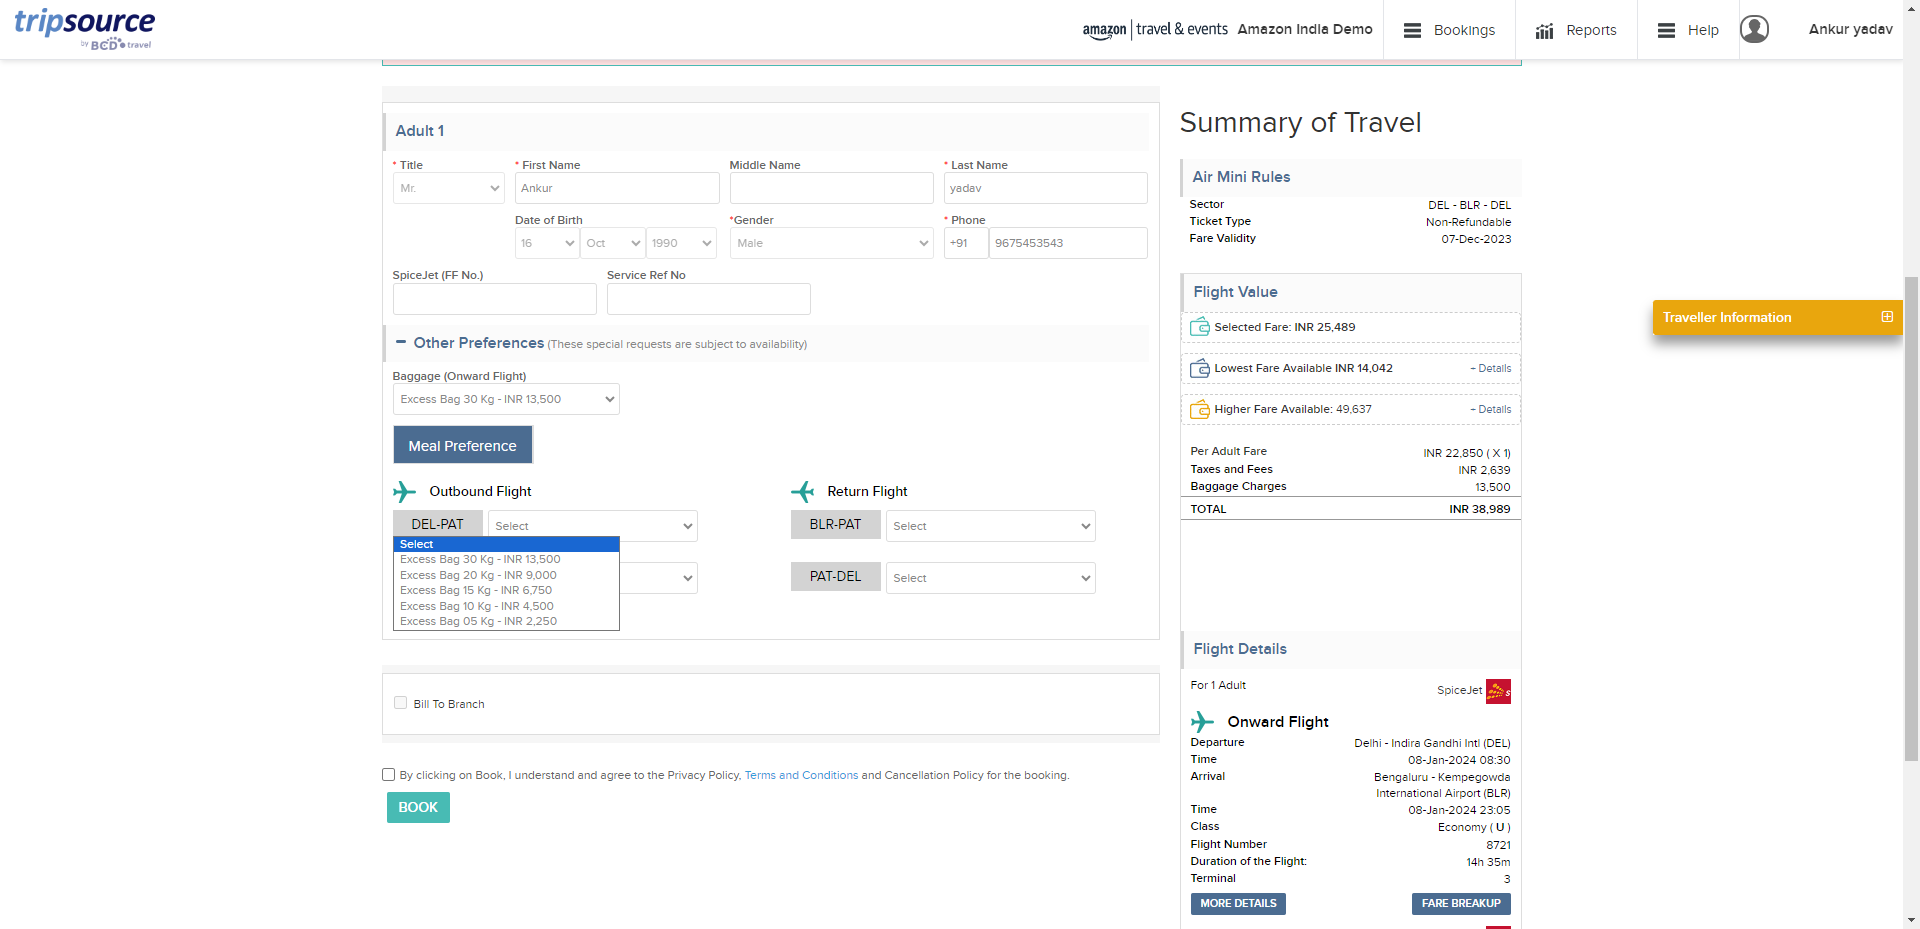 tripsource
by BCD travel
amazon travel & events Amazon India Demo
Bookings
Reports
Help
Ankur yadav
Adult 1
* Title
* First Name
Middle Name
* Last Name
Mr.
Ankur
yadav
Date of Birth
*Gender
* Phone
16
Oct
1990
Male
+91
9675453543
SpiceJet (FF No.)
Service Ref No
Other Preferences (These special requests are subject to availability)
Baggage (Onward Flight)
Excess Bag 30 Kg - INR 13,500
Meal Preference
Outbound Flight
Return Flight
DEL-PAT
Select
BLR-PAT
Select
Select
Excess Bag 30 Kg - INR 13,500
Excess Bag 20 Kg - INR 9,000
Excess Bag 15 Kg - INR 6,750
Excess Bag 10 Kg - INR 4,500
Excess Bag 05 Kg - INR 2,250
PAT-DEL
Select
Bill To Branch
By clicking on Book, I understand and agree to the Privacy Policy, Terms and Conditions and Cancellation Policy for the booking.
BOOK
Summary of Travel
Air Mini Rules
Sector DEL - BLR - DEL
Ticket Type Non-Refundable
Fare Validity 07-Dec-2023
Flight Value
Selected Fare: INR 25,489
Lowest Fare Available INR 14,042 + Details
Higher Fare Available: 49,637 + Details
Per Adult Fare INR 22,850 ( X 1)
Taxes and Fees INR 2,639
Baggage Charges 13,500
TOTAL INR 38,989
Flight Details
For 1 Adult SpiceJet
Onward Flight
Departure Delhi - Indira Gandhi Intl (DEL)
Time 08-Jan-2024 08:30
Arrival Bengaluru - Kempegowda
International Airport (BLR)
Time 08-Jan-2024 23:05
Class Economy ( U )
Flight Number 8721
Duration of the Flight: 14h 35m
Terminal 3
MORE DETAILS
FARE BREAKUP
Traveller Information